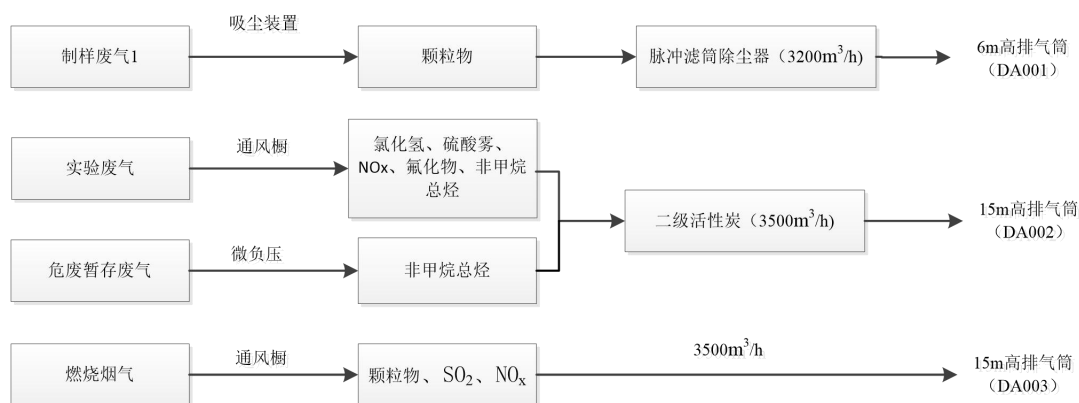 吸尘装置
制样废气1
颗粒物
脉冲滤筒除尘器（3200m³/h)
6m高排气筒
（DA001）
通风橱
实验废气
氯化氢、硫酸雾、
NOx、氟化物、非甲烷
总烃
二级活性炭（3500m³/h)
15m高排气筒
（DA002）
微负压
危废暂存废气
非甲烷总烃
通风橱
燃烧烟气
颗粒物、SO₂、NOₓ
3500m³/h
15m高排气筒
（DA003）